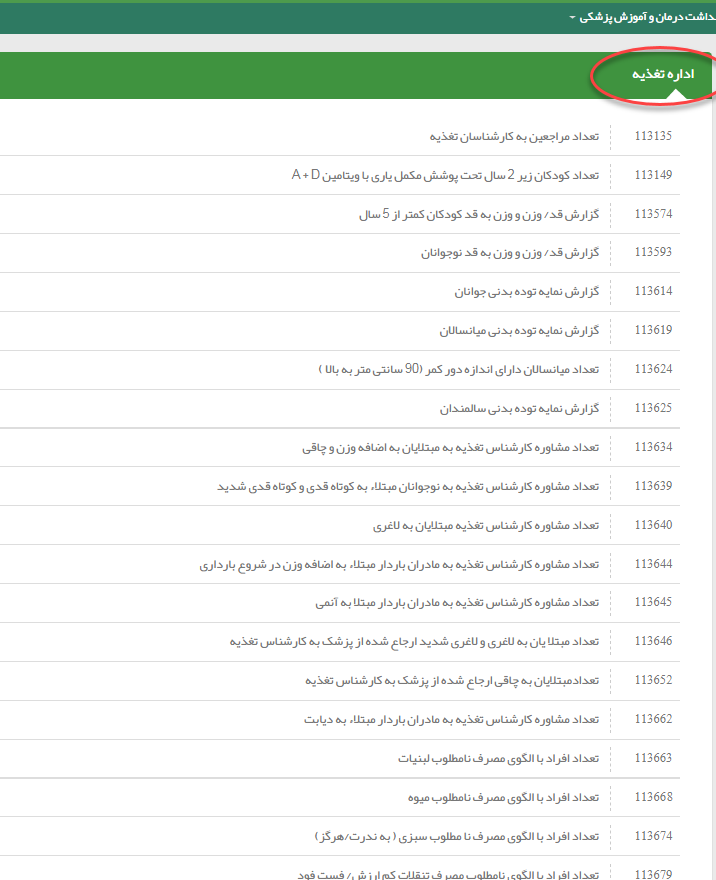 داشت درمان و آموزش پزشکی
اداره تغذیه
113135 تعداد مراجعین به کارشناسان تغذیه
113149 تعداد کودکان زیر 2 سال تحت پوشش مکمل یاری با ویتامین A + D
113574 گزارش قد/ وزن و وزن به قد کودکان کمتر از 5 سال
113593 گزارش قد/ وزن و وزن به قد نوجوانان
113614 گزارش نمایه توده بدنی جوانان
113619 گزارش نمایه توده بدنی میانسالان
113624 تعداد میانسالان دارای اندازه دور کمر (90 سانتی متر به بالا )
113625 گزارش نمایه توده بدنی سالمندان
113634 تعداد مشاوره کارشناس تغذیه به مبتلایان به اضافه وزن و چاقی
113639 تعداد مشاوره کارشناس تغذیه به نوجوانان مبتلاء به کوتاه قدی و کوتاه قدی شدید
113640 تعداد مشاوره کارشناس تغذیه مبتلایان به لاغری
113644 تعداد مشاوره کارشناس تغذیه به مادران باردار مبتلاء به اضافه وزن در شروع بارداری
113645 تعداد مشاوره کارشناس تغذیه به مادران باردار مبتلا به آنمی
113646 تعداد مبتلا یان به لاغری و لاغری شدید ارجاع شده از پزشک به کارشناس تغذیه
113652 تعدادمبتلایان به چاقی ارجاع شده از پزشک به کارشناس تغذیه
113662 تعداد مشاوره کارشناس تغذیه به مادران باردار مبتلاء به دیابت
113663 تعداد افراد با الگوی مصرف نامطلوب لبنیات
113668 تعداد افراد با الگوی مصرف نامطلوب میوه
113674 تعداد افراد با الگوی مصرف نا مطلوب سبزی ( به ندرت/هرگز)
113679 تعداد افراد با الگوی نامطلوب مصرف تنقلات کم ارزش/ فست فود